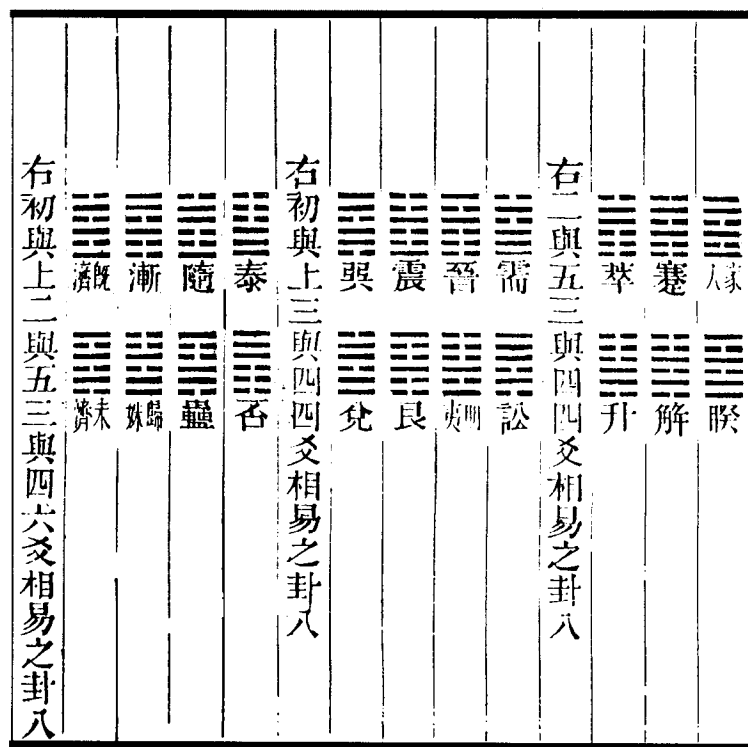 家人 睽
蹇 解
萃 升
右二與五三與四四爻相易之卦八
需 訟
晉 明夷
震 艮
巽 兌
右初與上三與四四爻相易之卦八
泰 否
隨 蠱
漸 歸妹
既濟 未濟
右初與上二與五三與四六爻相易之卦八